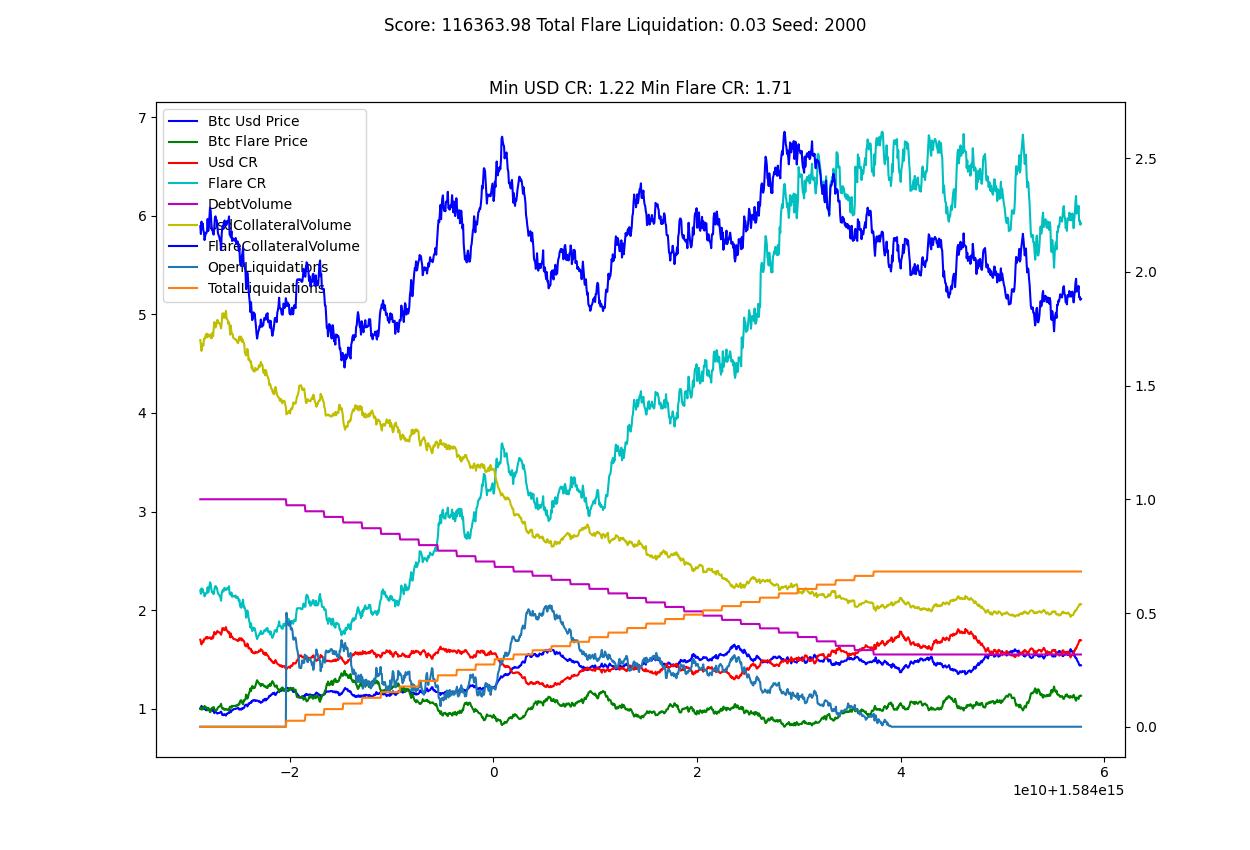 Score: 116363.98 Total Flare Liquidation: 0.03 Seed: 2000
Min USD CR: 1.22 Min Flare CR: 1.71
Btc Usd Price
Btc Flare Price
Usd CR
Flare CR
DebtVolume
UsdCollateralVolume
FlareCollateralVolume
OpenLiquidations
TotalLiquidations
7
6
5
4
3
2
1
2.5
2.0
1.5
1.0
0.5
0.0
−2
0
2
4
6
1e10+1.584e15